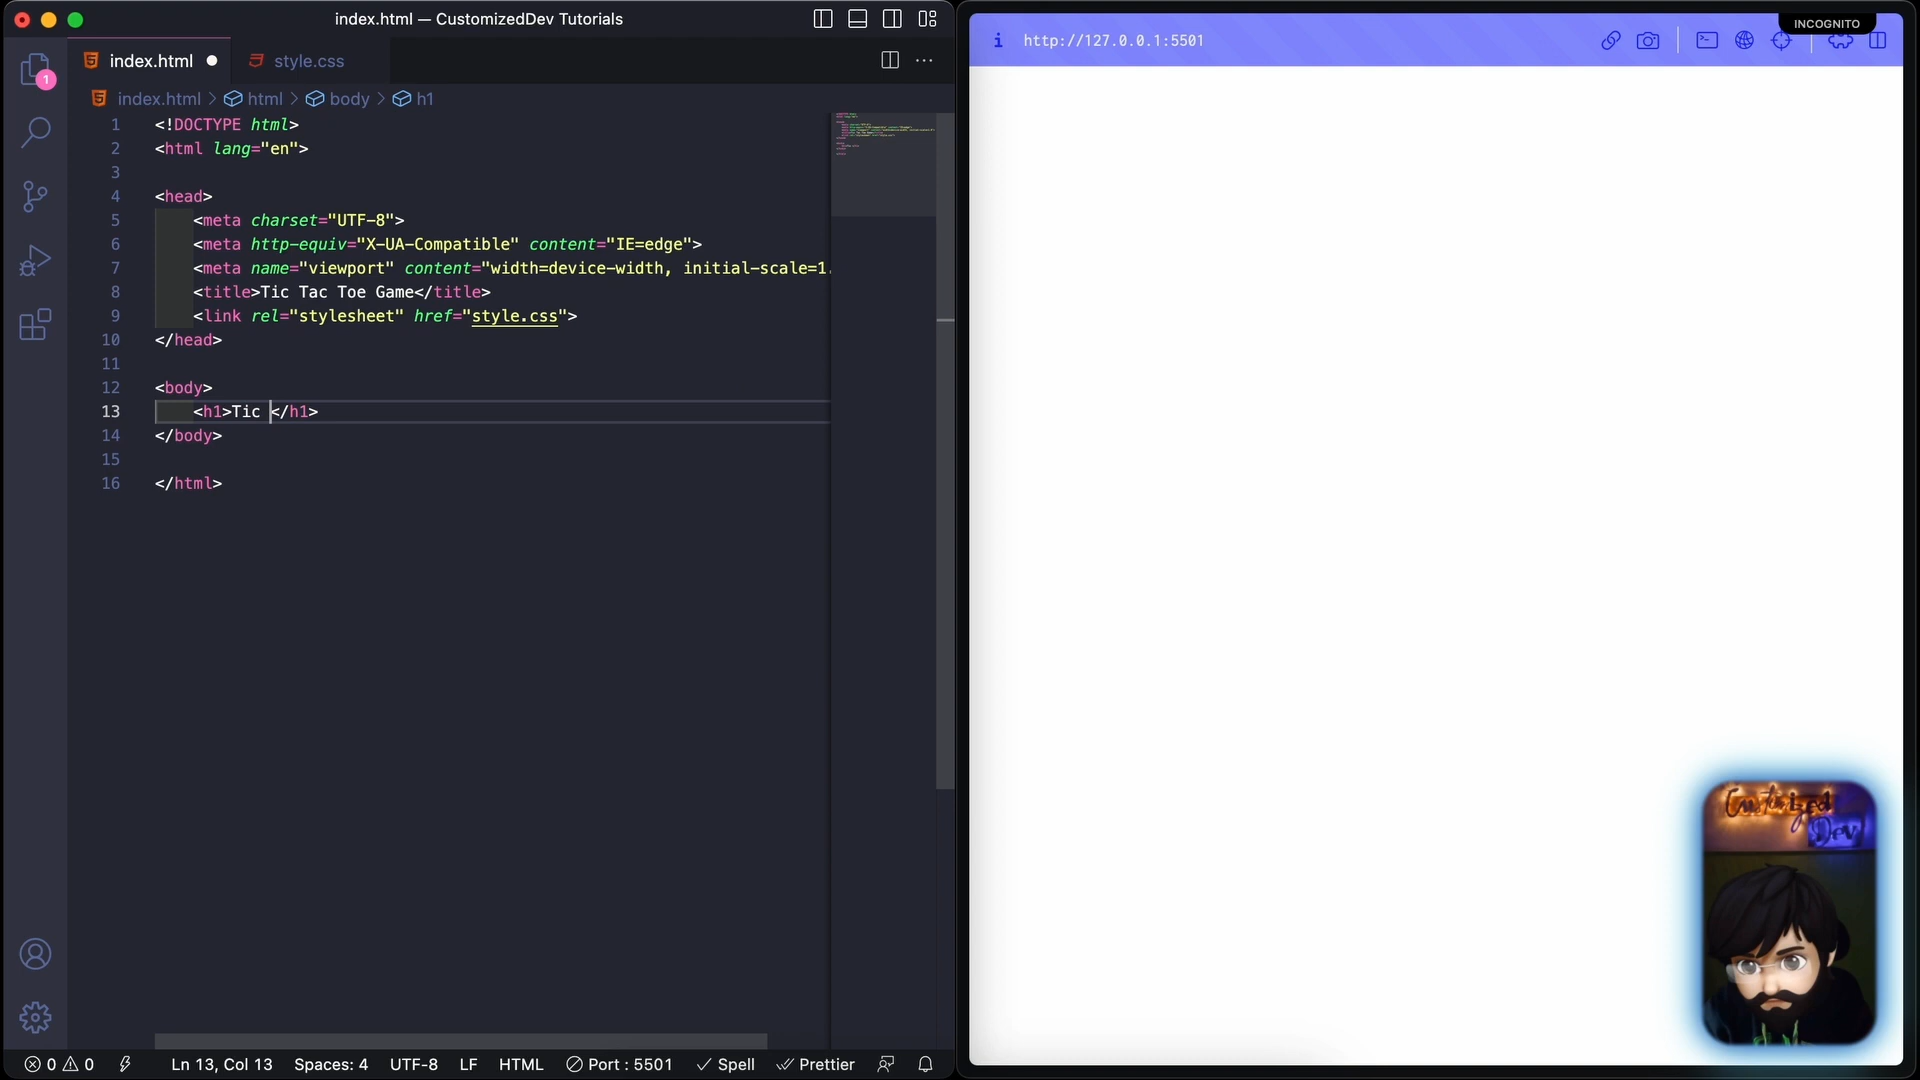 index.html — CustomizedDev Tutorials
INCOGNITO
index.html
style.css
http://127.0.0.1:5501
1
index.html > html > body > h1
1 <!DOCTYPE html>
2 <html lang="en">
3
4 <head>
5 <meta charset="UTF-8">
6 <meta http-equiv="X-UA-Compatible" content="IE=edge">
7 <meta name="viewport" content="width=device-width, initial-scale=1.
8 <title>Tic Tac Toe Game</title>
9 <link rel="stylesheet" href="style.css">
10 </head>
11
12 <body>
13 <h1>Tic </h1>
14 </body>
15
16 </html>
Customized
Dev
0 0 Ln 13, Col 13 Spaces: 4 UTF-8 LF HTML Port : 5501 Spell Prettier